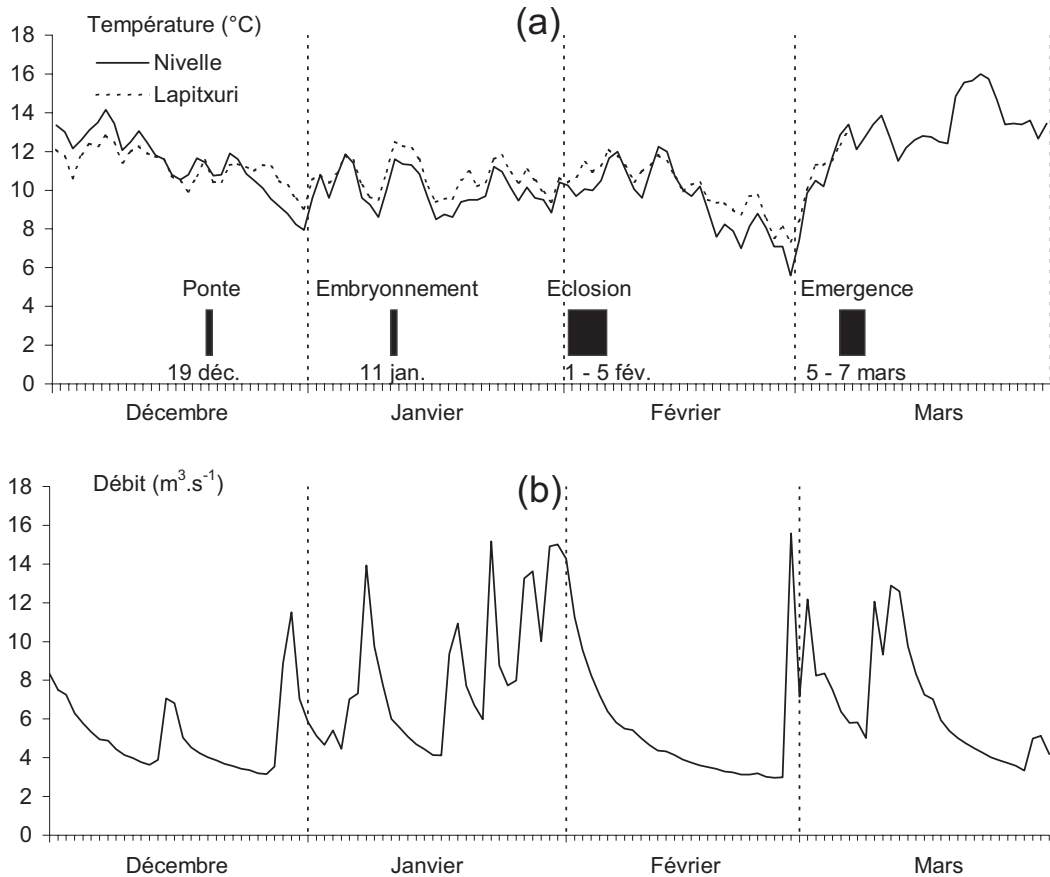 Température (°C)
(a)
Nivelle
Lapitxuri
18
16
14
12
10
8
6
4
2
0
Ponte Embryonnement Eclosion Emergence
19 déc. 11 jan. 1 - 5 fév. 5 - 7 mars
Décembre Janvier Février Mars
Débit (m³.s⁻¹)
(b)
18
16
14
12
10
8
6
4
2
0
Décembre Janvier Février Mars